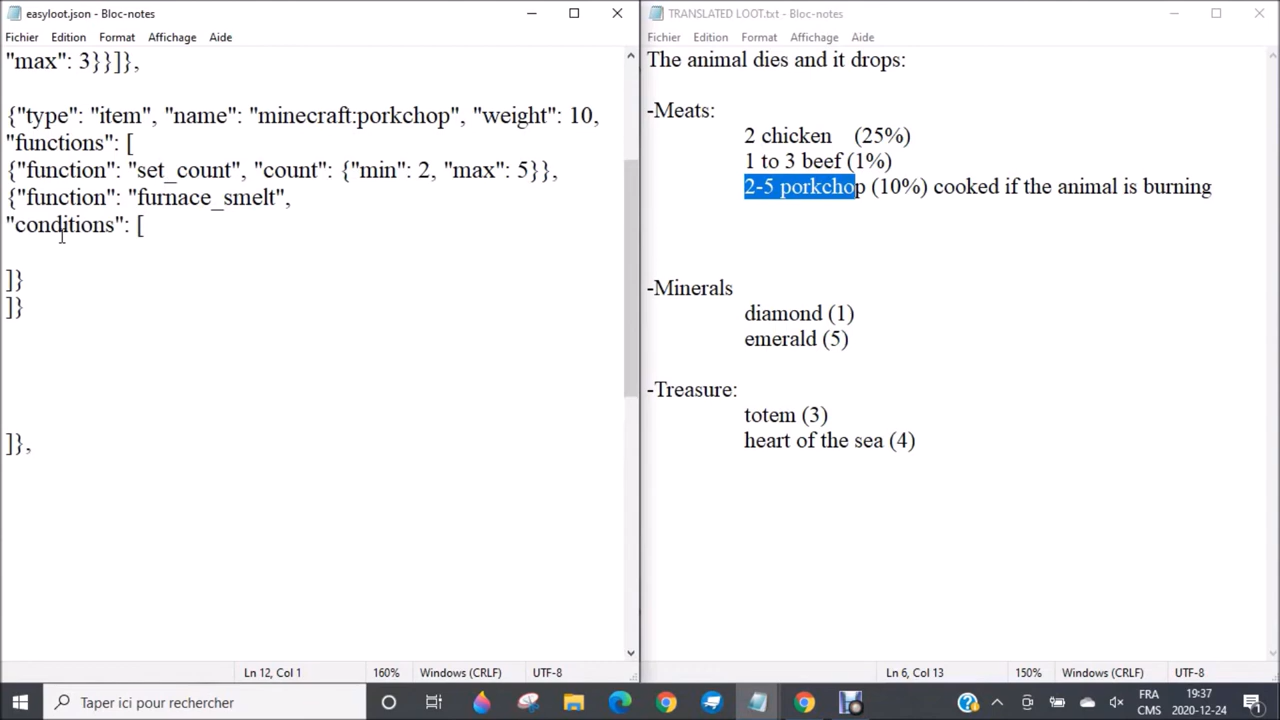 easyloot.json - Bloc-notes
Fichier Edition Format Affichage Aide
"max": 3}}]},
{"type": "item", "name": "minecraft:porkchop", "weight": 10,
"functions": [
{"function": "set_count", "count": {"min": 2, "max": 5}},
{"function": "furnace_smelt",
"conditions": [
]}
]}
]},
Ln 12, Col 1 160% Windows (CRLF) UTF-8
TRANSLATED LOOT.txt - Bloc-notes
Fichier Edition Format Affichage Aide
The animal dies and it drops:
-Meats:
2 chicken (25%)
1 to 3 beef (1%)
2-5 porkchop (10%) cooked if the animal is burning
-Minerals
diamond (1)
emerald (5)
-Treasure:
totem (3)
heart of the sea (4)
Ln 6, Col 13 150% Windows (CRLF) UTF-8
Taper ici pour rechercher
FRA
CMS
19:37
2020-12-24
1